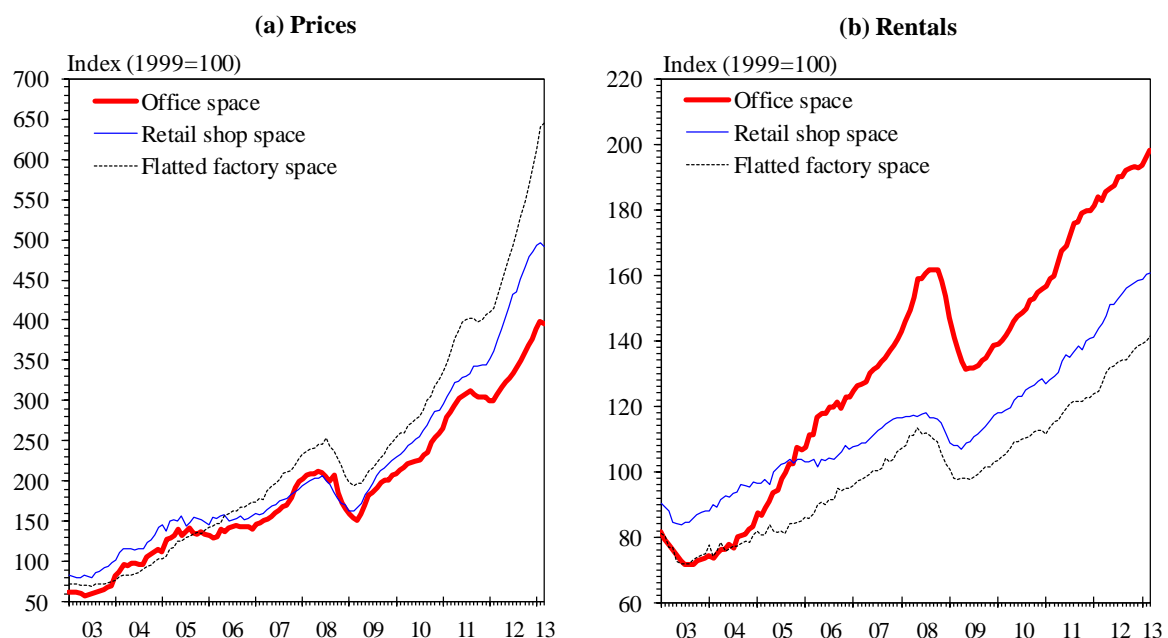 (a) Prices
Index (1999=100)
700
650
600
550
500
450
400
350
300
250
200
150
100
50
Office space
Retail shop space
Flatted factory space
03 04 05 06 07 08 09 10 11 12 13
(b) Rentals
Index (1999=100)
220
200
180
160
140
120
100
80
60
Office space
Retail shop space
Flatted factory space
03 04 05 06 07 08 09 10 11 12 13